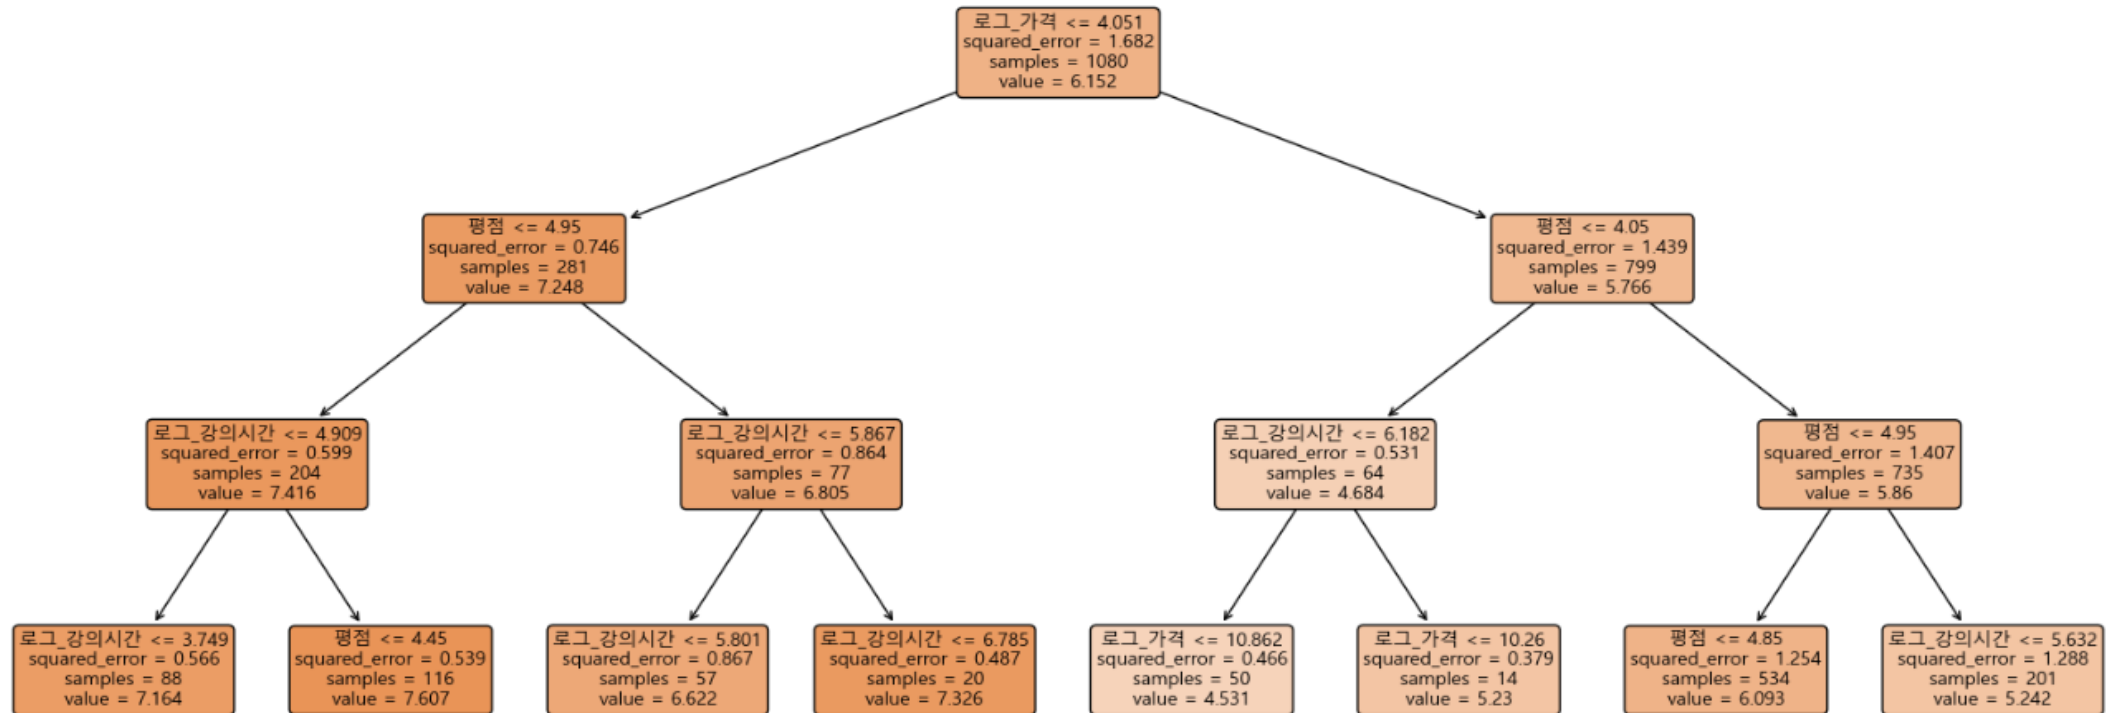 로그_가격 <= 4.051
squared_error = 1.682
samples = 1080
value = 6.152
평점 <= 4.95
squared_error = 0.746
samples = 281
value = 7.248
평점 <= 4.05
squared_error = 1.439
samples = 799
value = 5.766
로그_강의시간 <= 4.909
squared_error = 0.599
samples = 204
value = 7.416
로그_강의시간 <= 5.867
squared_error = 0.864
samples = 77
value = 6.805
로그_강의시간 <= 6.182
squared_error = 0.531
samples = 64
value = 4.684
평점 <= 4.95
squared_error = 1.407
samples = 735
value = 5.86
로그_강의시간 <= 3.749
squared_error = 0.566
samples = 88
value = 7.164
평점 <= 4.45
squared_error = 0.539
samples = 116
value = 7.607
로그_강의시간 <= 5.801
squared_error = 0.867
samples = 57
value = 6.622
로그_강의시간 <= 6.785
squared_error = 0.487
samples = 20
value = 7.326
로그_가격 <= 10.862
squared_error = 0.466
samples = 50
value = 4.531
로그_가격 <= 10.26
squared_error = 0.379
samples = 14
value = 5.23
평점 <= 4.85
squared_error = 1.254
samples = 534
value = 6.093
로그_강의시간 <= 5.632
squared_error = 1.288
samples = 201
value = 5.242